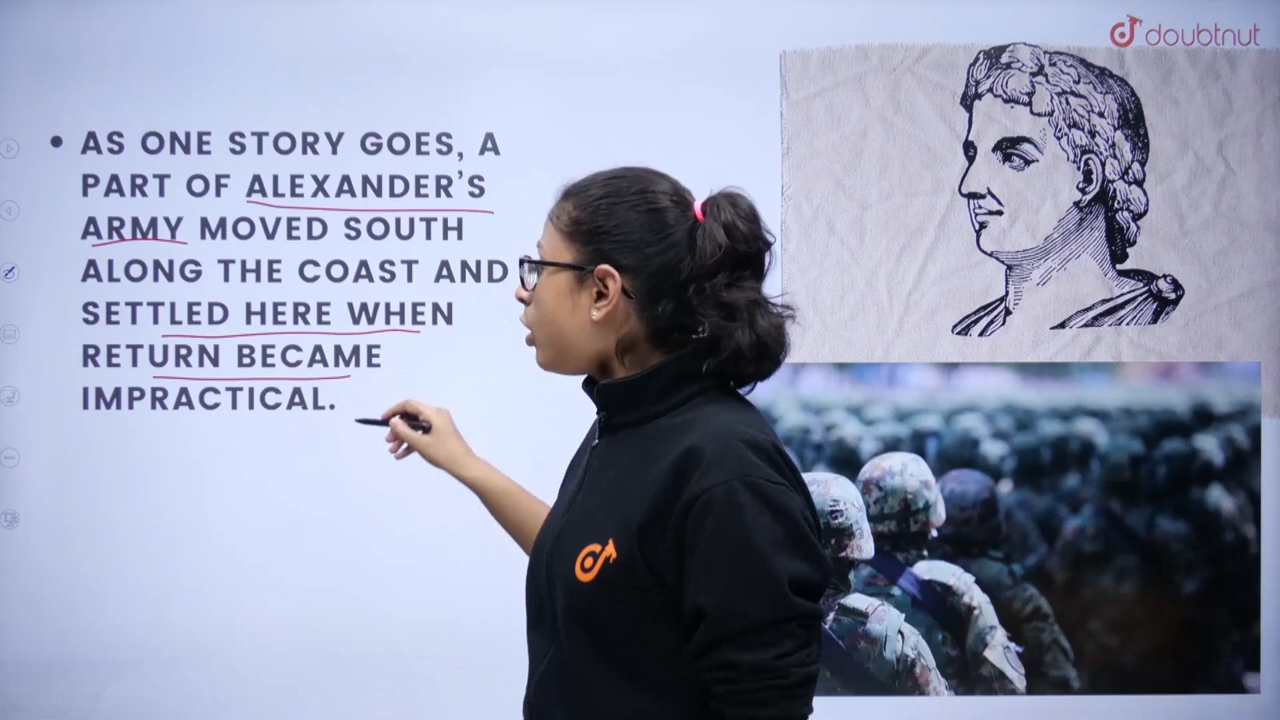 doubtnut
• AS ONE STORY GOES, A
PART OF ALEXANDER'S
ARMY MOVED SOUTH
ALONG THE COAST AND
SETTLED HERE WHEN
RETURN BECAME
IMPRACTICAL.